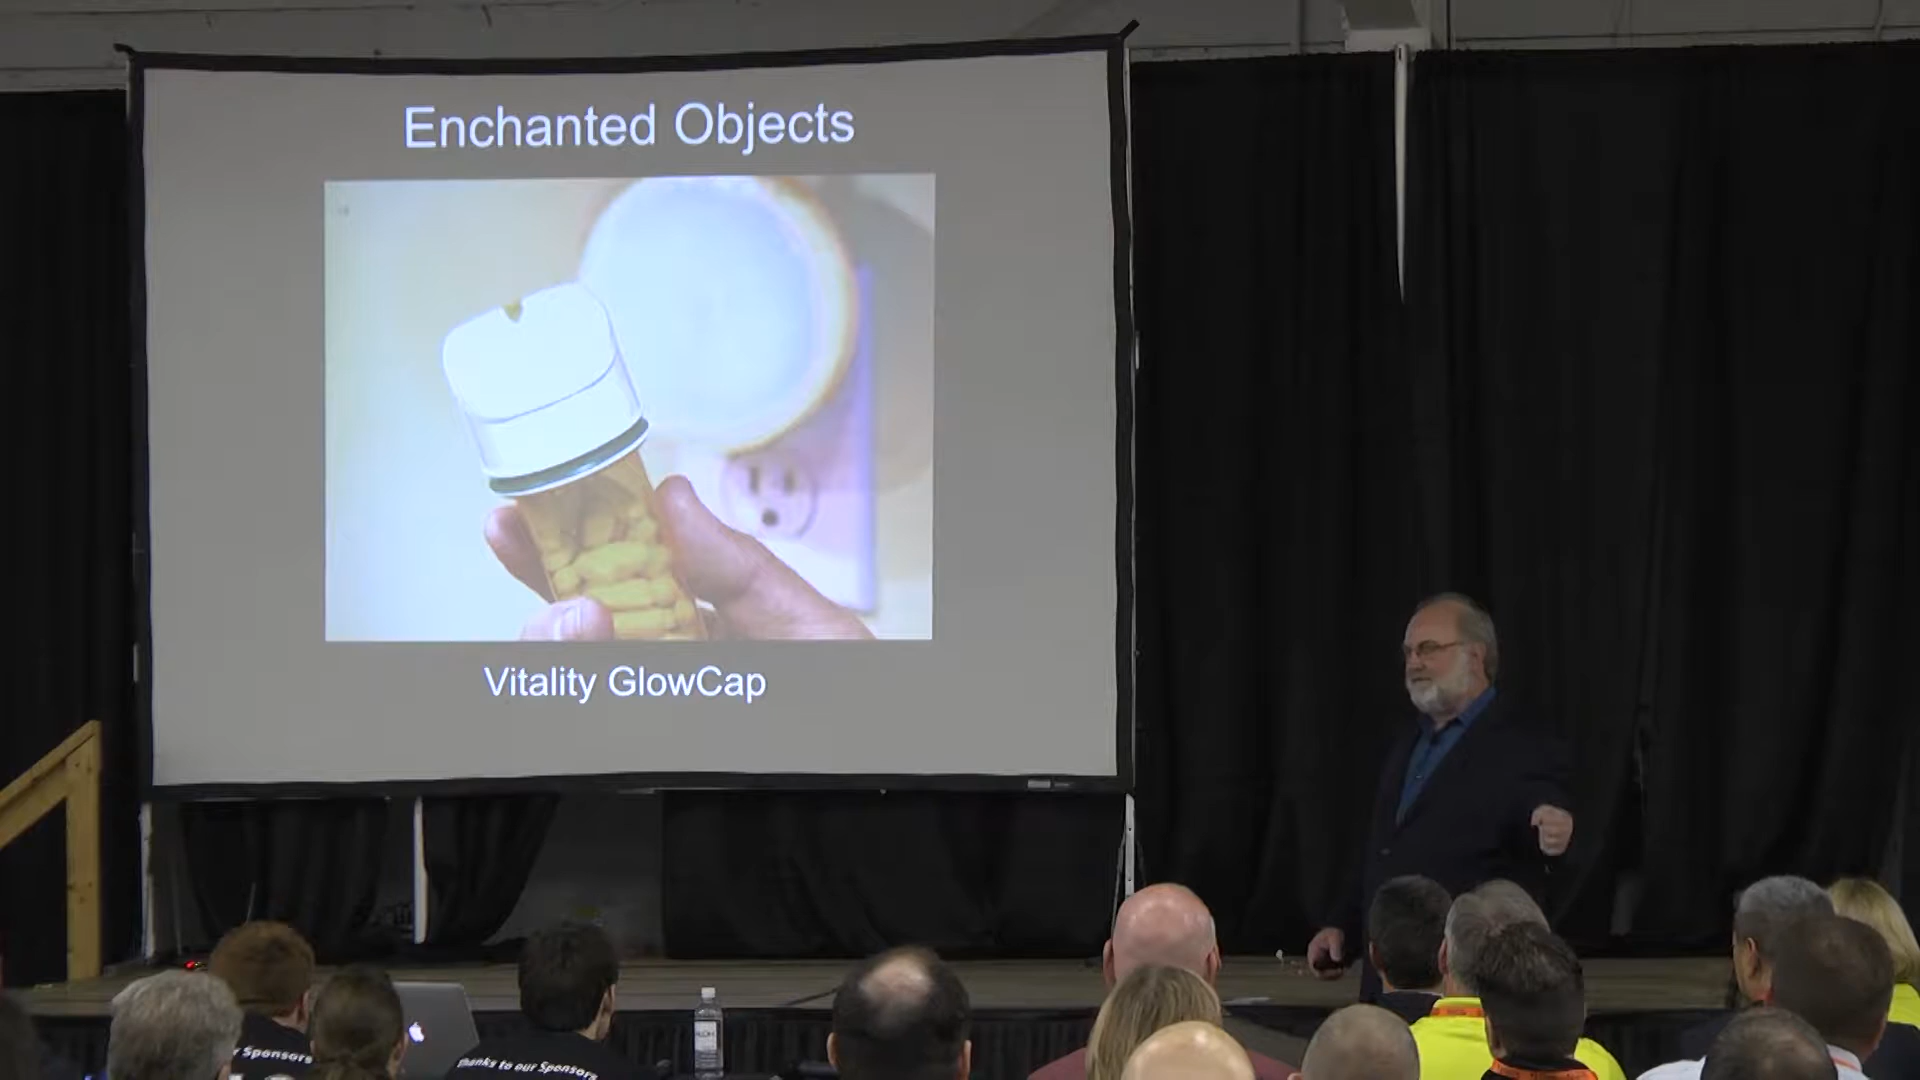 Enchanted Objects
Vitality GlowCap
r Sponsors
Thanks to our Sponsors